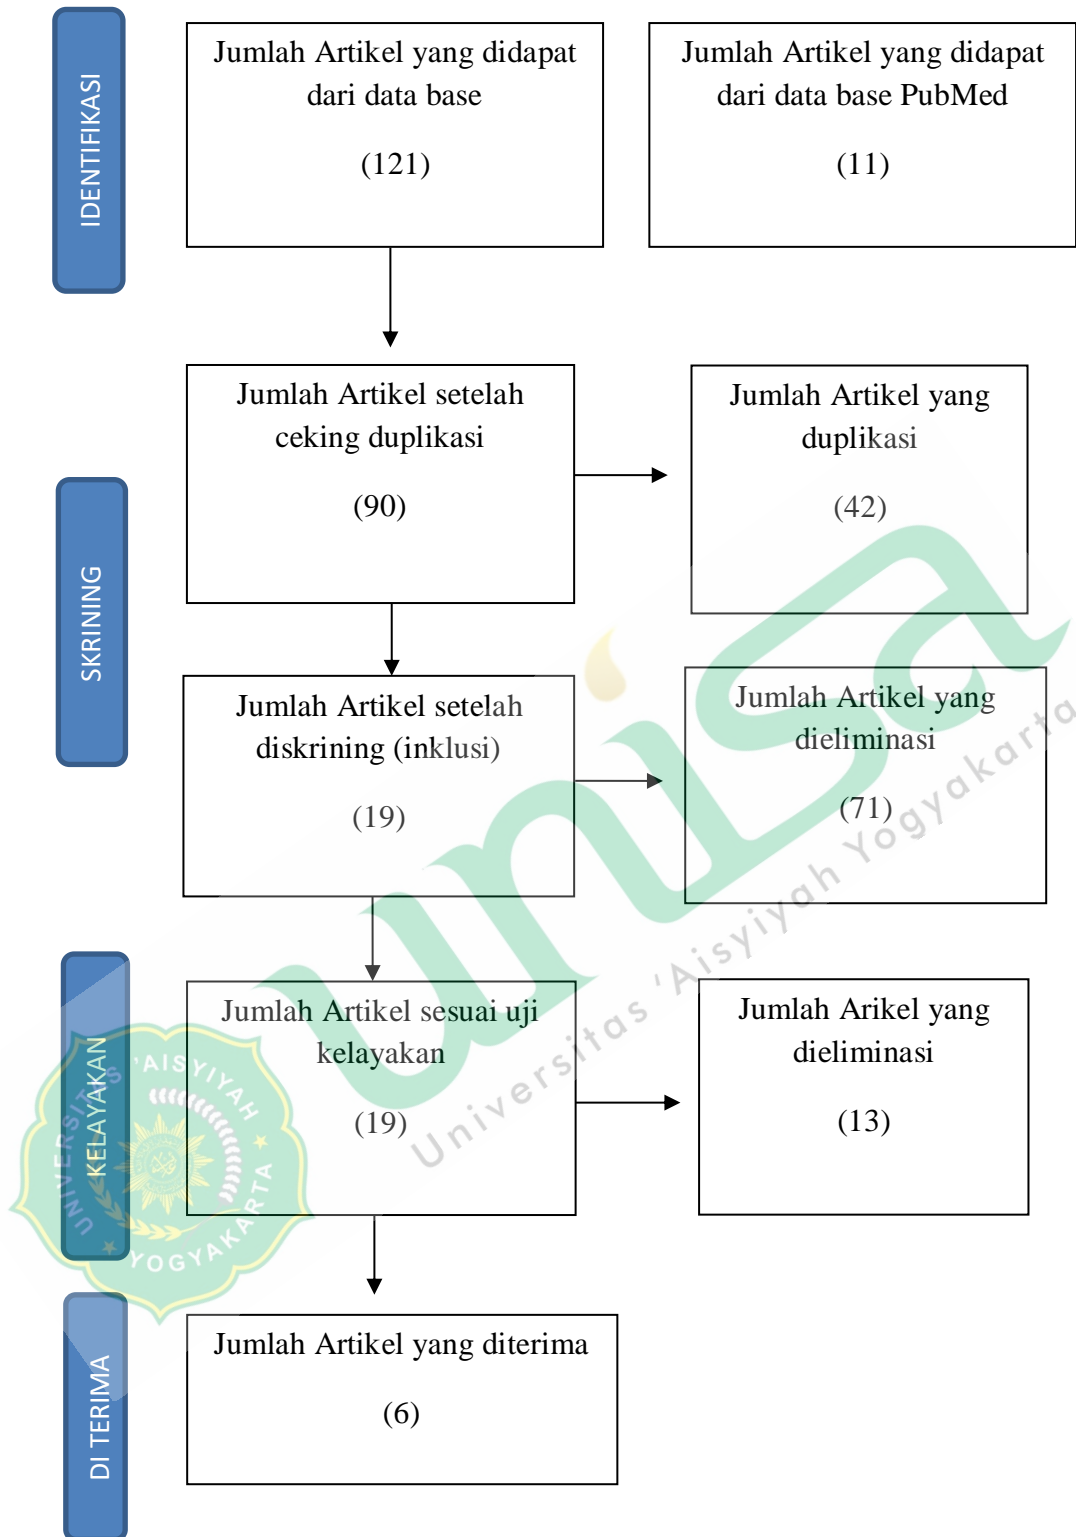 IDENTIFIKASI
Jumlah Artikel yang didapat
dari data base
(121)
Jumlah Artikel yang didapat
dari data base PubMed
(11)
SKRINING
Jumlah Artikel setelah
ceking duplikasi
(90)
Jumlah Artikel yang
duplikasi
(42)
Jumlah Artikel setelah
diskrining (inklusi)
(19)
Jumlah Artikel yang
dieliminasi
(71)
KELAYAKAN
Jumlah Artikel sesuai uji
kelayakan
(19)
Jumlah Arikel yang
dieliminasi
(13)
DI TERIMA
Jumlah Artikel yang diterima
(6)
unisa
Universitas 'Aisyiyah Yogyakarta
UNIVERSITAS 'AISYIYAH
YOGYAKARTA